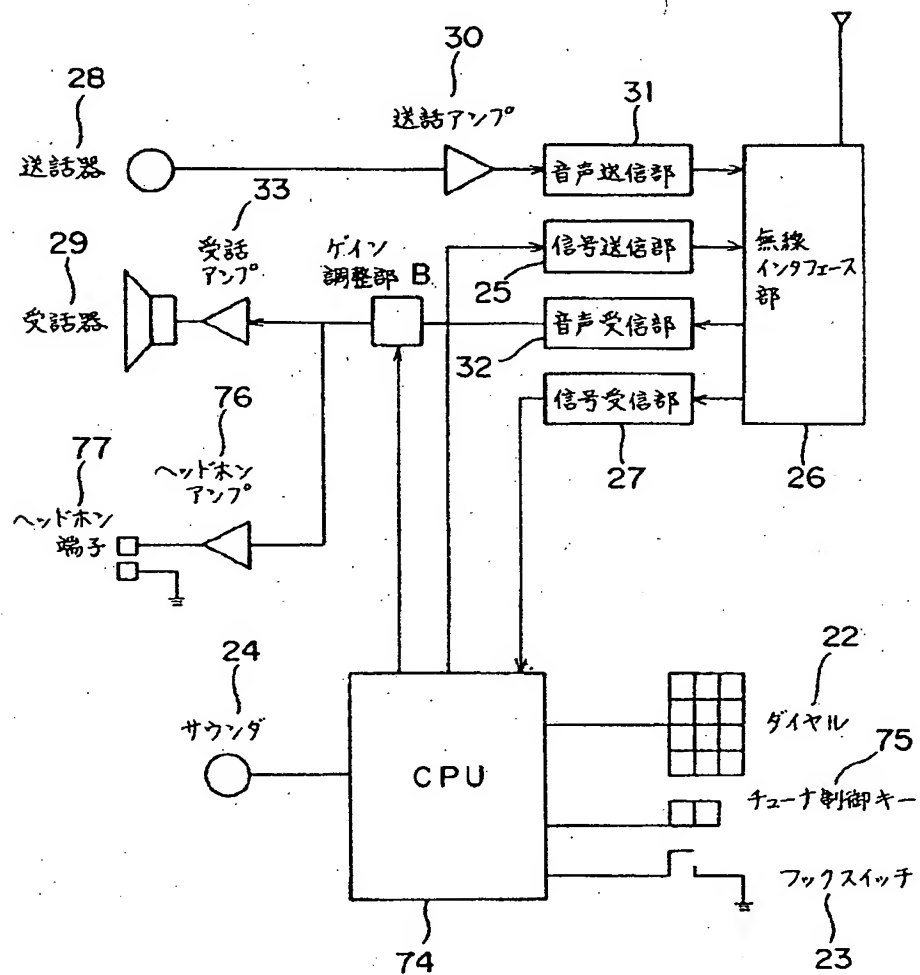 30
28
送話アンプ
31
送話器
音声送信部
33
29
受話
アンプ
ゲイン
調整部 B
信号送信部
25
無線
インタフェース
部
受話器
音声受信部
32
信号受信部
76
77
ヘッドホン
アンプ
27
26
ヘッドホン
端子
24
サウンダ
22
ダイヤル
75
CPU
チューナ制御キー
フックスイッチ
23
74